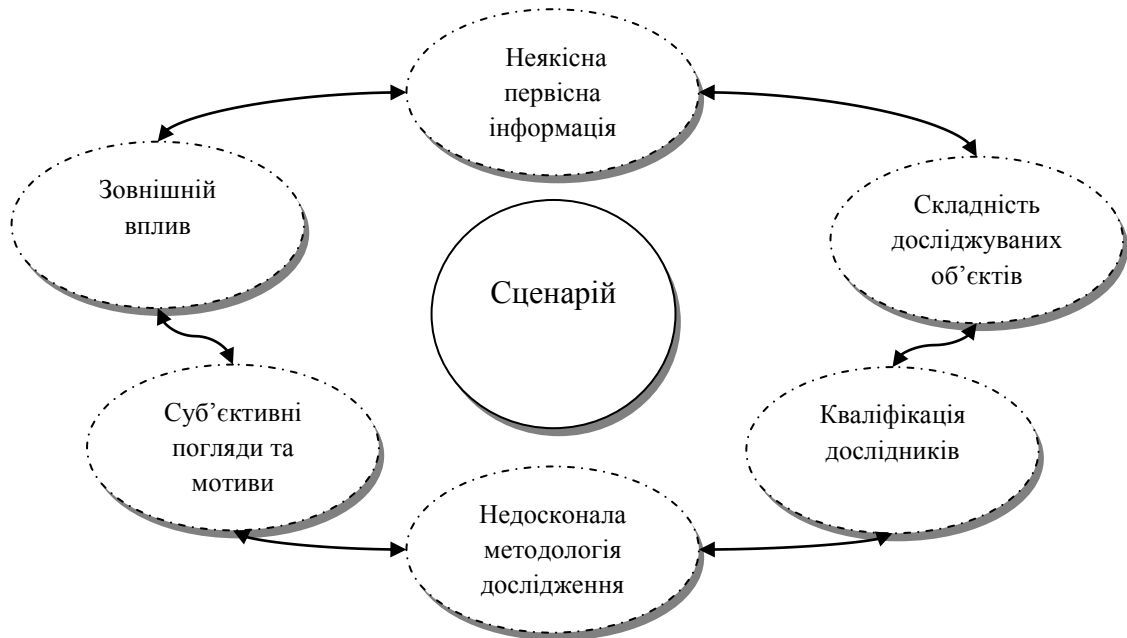 Неякісна
первісна
інформація
Зовнішній
вплив
Складність
досліджуваних
об’єктів
Сценарій
Суб’єктивні
погляди та
мотиви
Кваліфікація
дослідників
Недосконала
методологія
дослідження